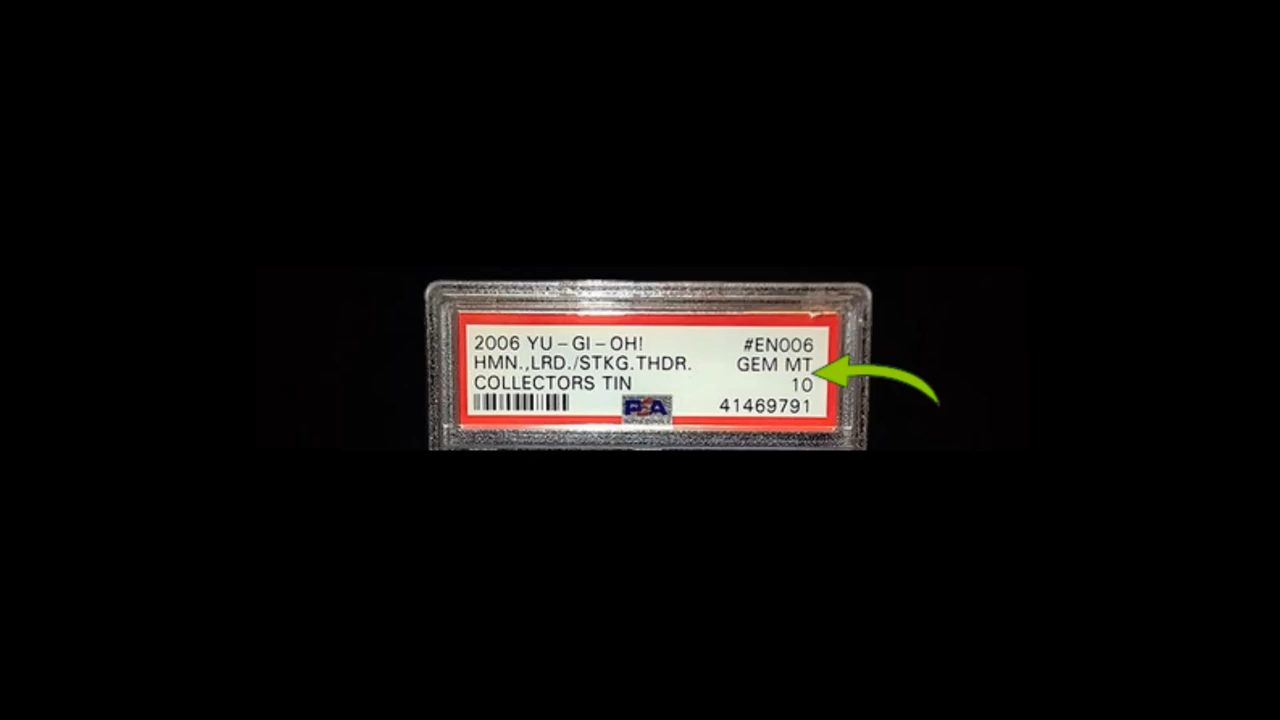 2006 YU-GI-OH! #EN006
HMN.,LRD./STKG.THDR. GEM MT
COLLECTORS TIN 10
PSA 41469791